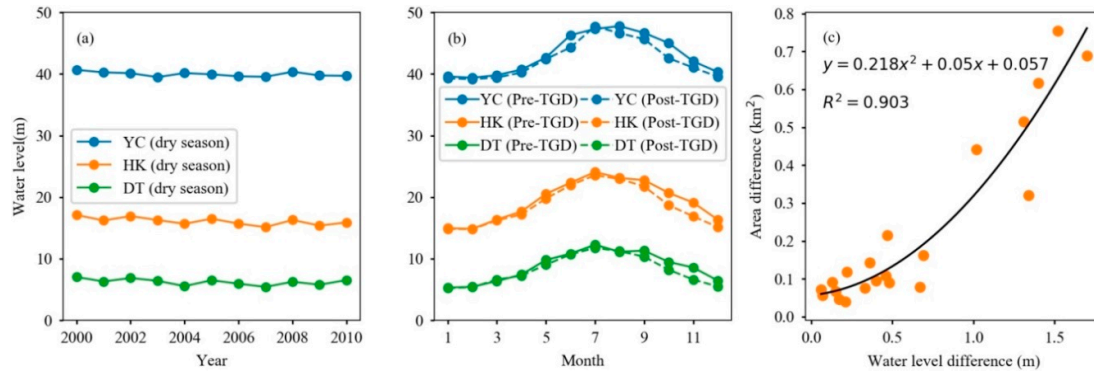 (a)
Water level(m)
50
40
30
20
10
0
YC (dry season)
HK (dry season)
DT (dry season)
2000
2002
2004
2006
2008
2010
Year
(b)
50
40
30
20
10
0
YC (Pre-TGD)
YC (Post-TGD)
HK (Pre-TGD)
HK (Post-TGD)
DT (Pre-TGD)
DT (Post-TGD)
1
3
5
7
9
11
Month
(c)
Area difference (km²)
0.8
0.7
0.6
0.5
0.4
0.3
0.2
0.1
0.0
y = 0.218x² + 0.05x + 0.057
R² = 0.903
0.0
0.5
1.0
1.5
Water level difference (m)